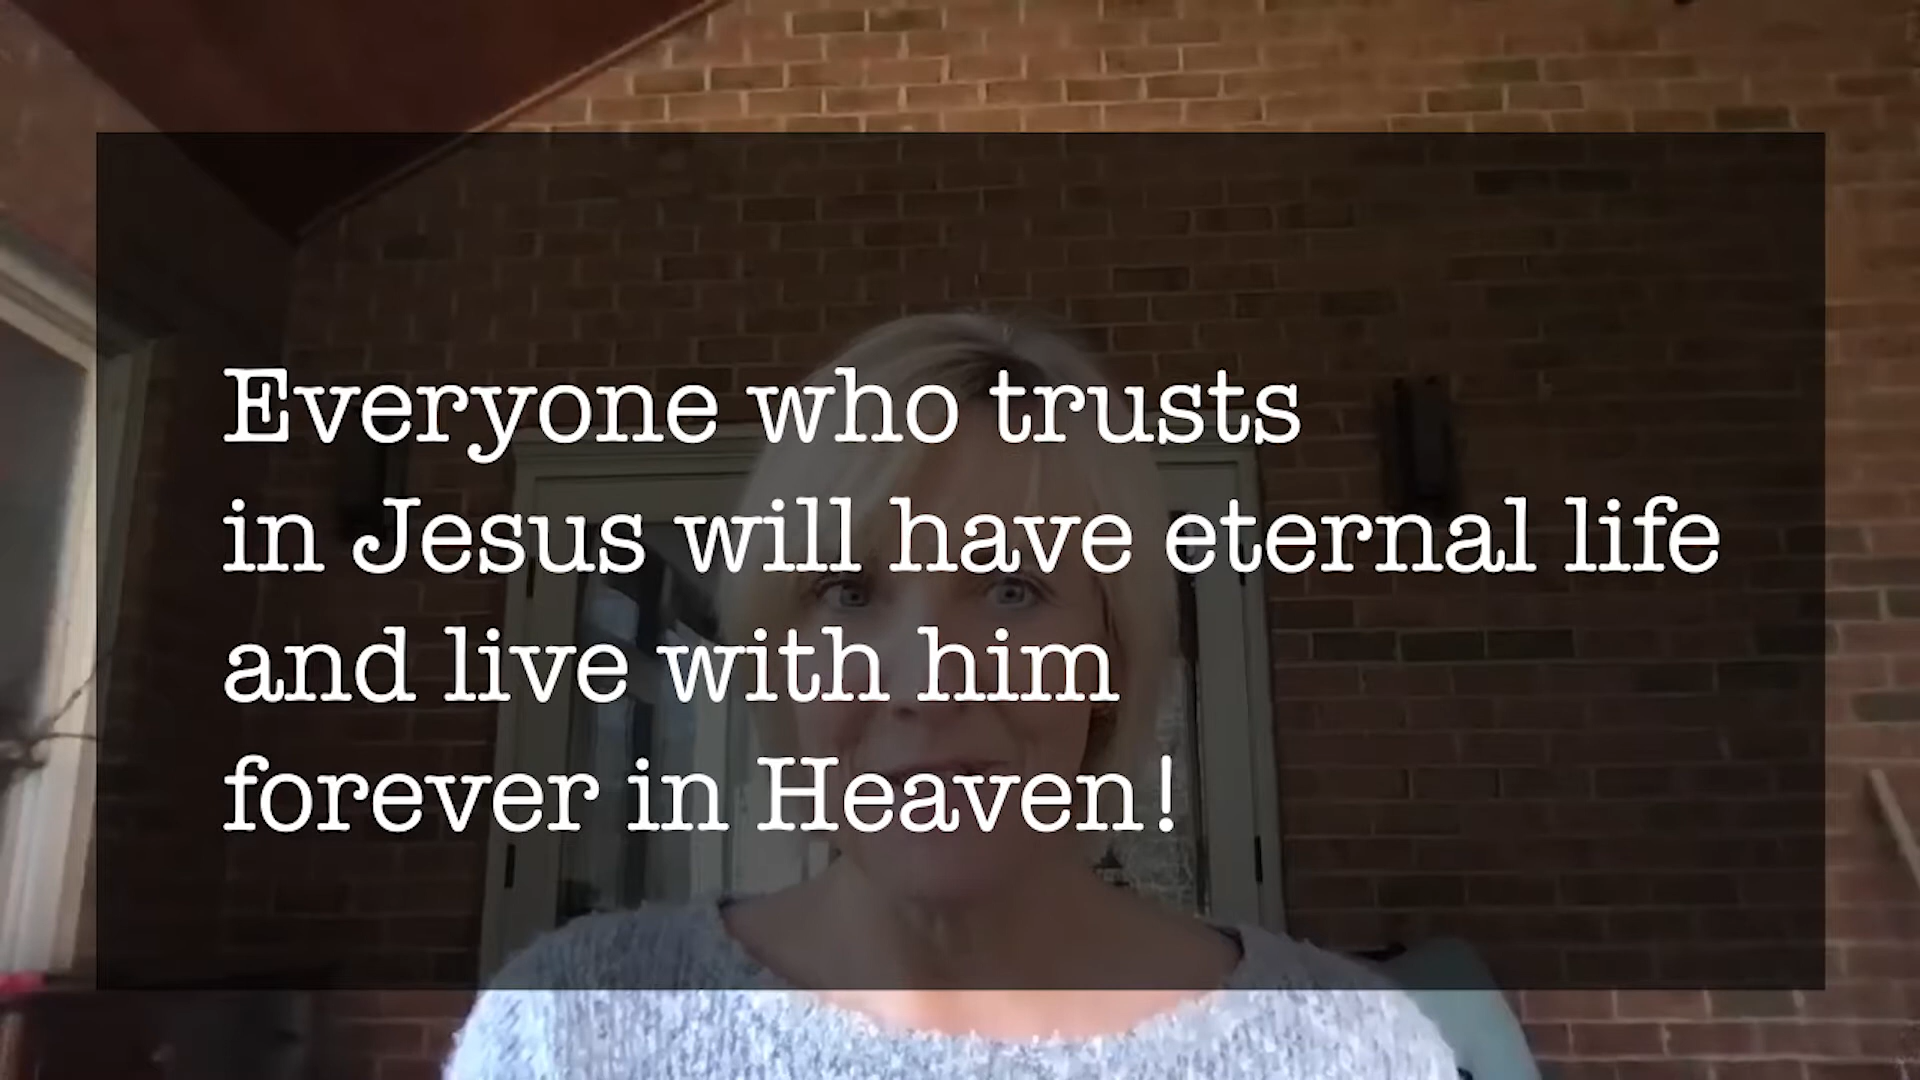 Everyone who trusts
in Jesus will have eternal life
and live with him
forever in Heaven!